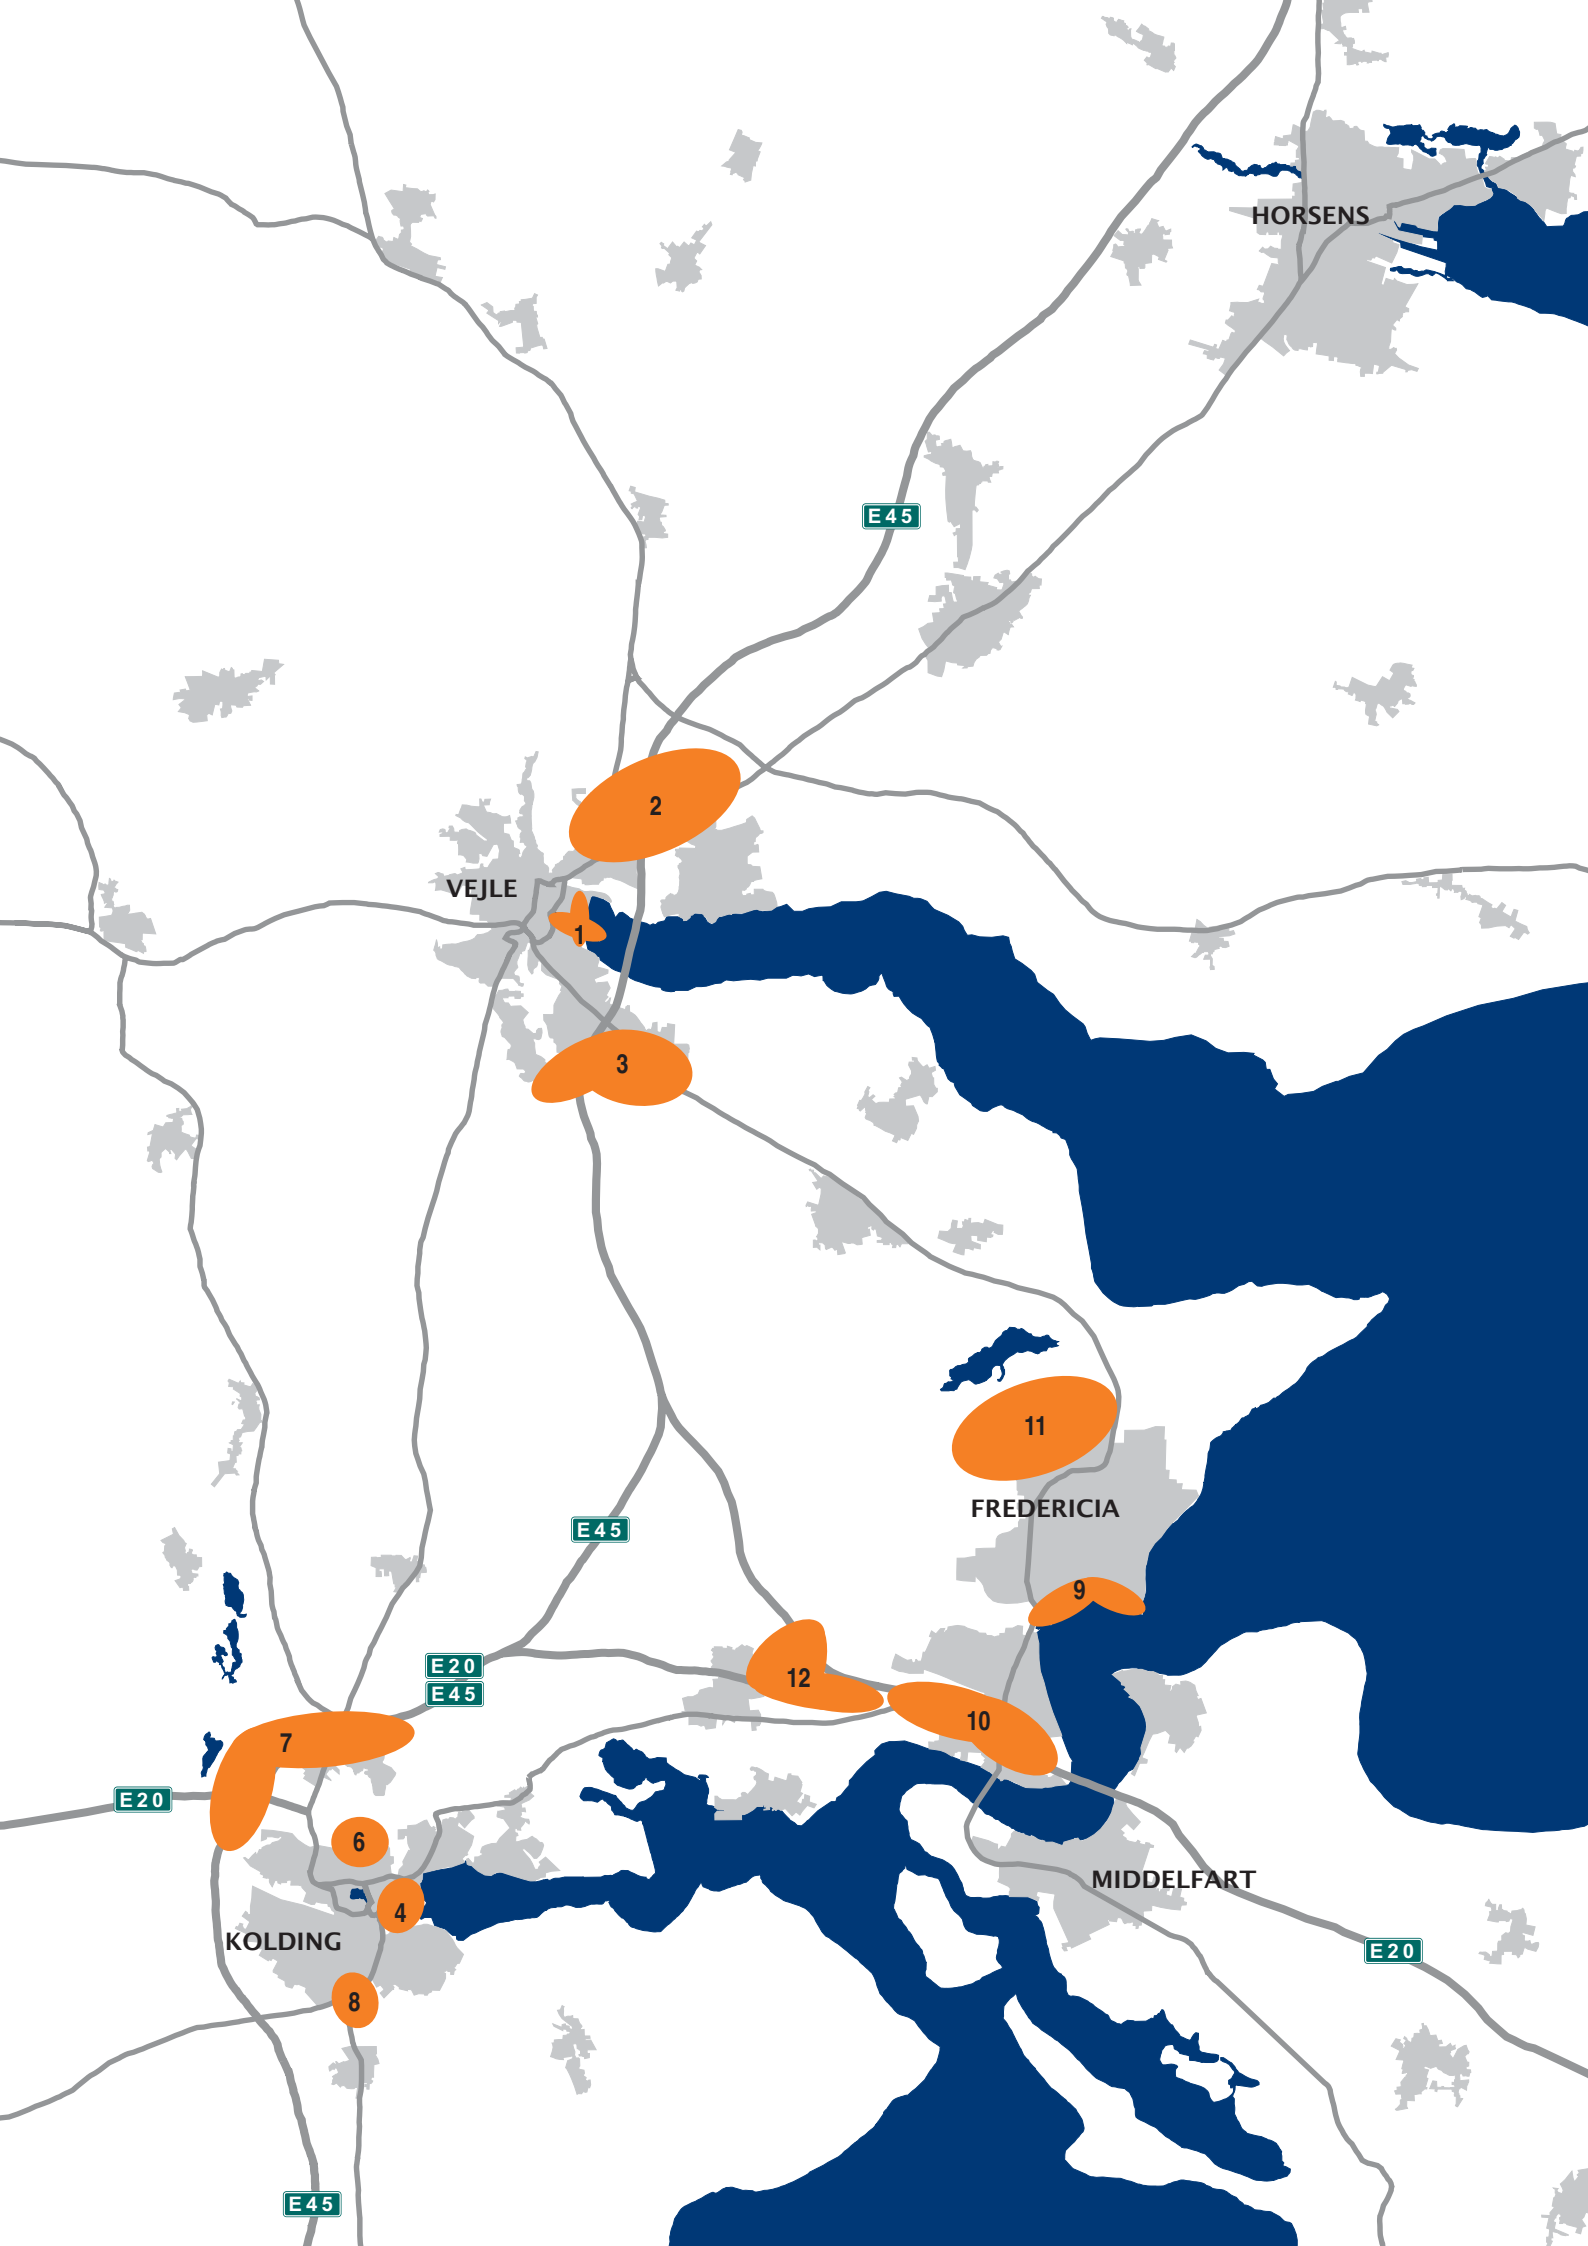 HORSENS
E45
2
VEJLE
1
3
11
FREDERICIA
E45
9
E20
12
E45
10
7
E20
6
MIDDELFART
4
KOLDING
E20
8
E45